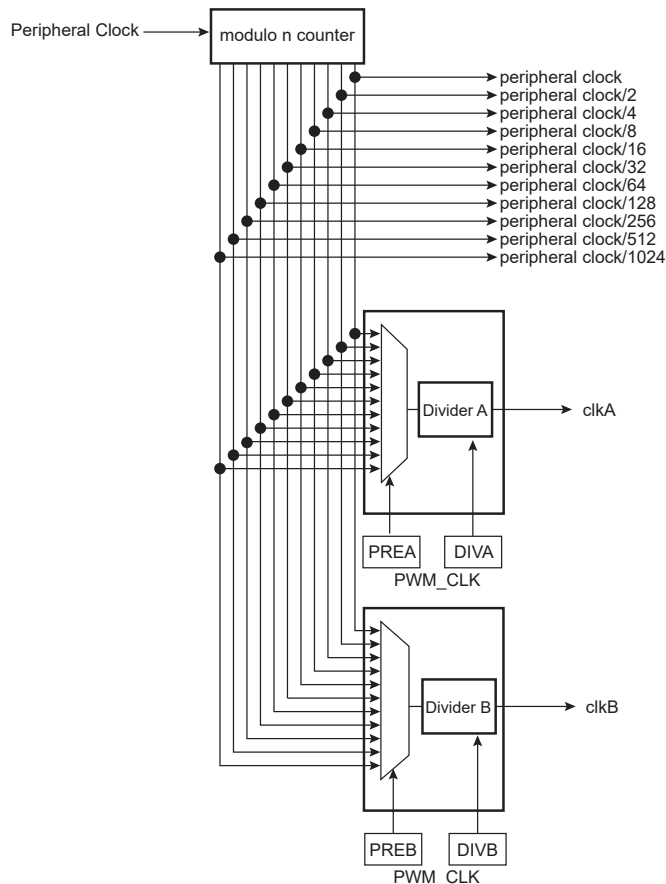 Peripheral Clock
modulo n counter
peripheral clock
peripheral clock/2
peripheral clock/4
peripheral clock/8
peripheral clock/16
peripheral clock/32
peripheral clock/64
peripheral clock/128
peripheral clock/256
peripheral clock/512
peripheral clock/1024
Divider A
clkA
PREA
DIVA
PWM_CLK
Divider B
clkB
PREB
DIVB
PWM_CLK